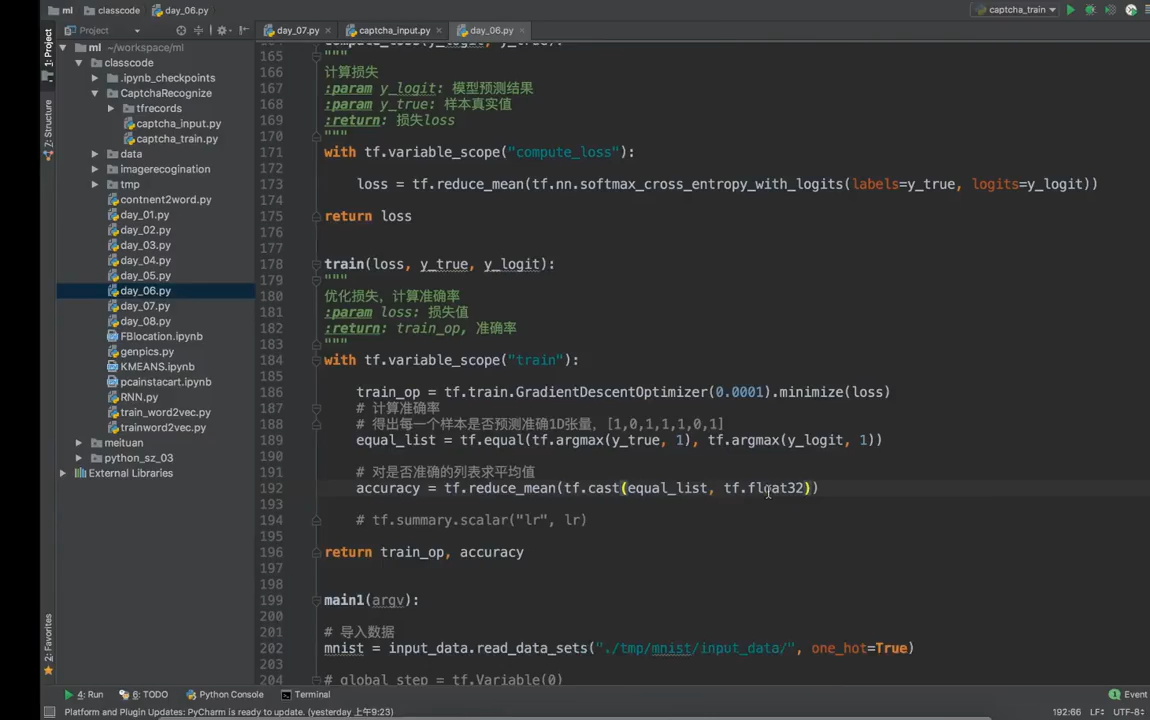 ml classcode day_06.py captcha_train
Project day_07.py captcha_input.py day_06.py
1: Project
7: Structure
2: Favorites
ml ~/workspace/ml
classcode
.ipynb_checkpoints
CaptchaRecognize
tfrecords
captcha_input.py
captcha_train.py
data
imagerecogination
tmp
contnent2word.py
day_01.py
day_02.py
day_03.py
day_04.py
day_05.py
day_06.py
day_07.py
day_08.py
FBlocation.ipynb
genpics.py
KMEANS.ipynb
pcainstacart.ipynb
RNN.py
train_word2vec.py
trainword2vec.py
meituan
python_sz_03
External Libraries
compute_loss(y_logit, y_true):
165 """
166 计算损失
167 :param y_logit: 模型预测结果
168 :param y_true: 样本真实值
169 :return: 损失loss
170 """
171 with tf.variable_scope("compute_loss"):
172
173 loss = tf.reduce_mean(tf.nn.softmax_cross_entropy_with_logits(labels=y_true, logits=y_logit))
174
175 return loss
176
177
178 train(loss, y_true, y_logit):
179 """
180 优化损失，计算准确率
181 :param loss: 损失值
182 :return: train_op, 准确率
183 """
184 with tf.variable_scope("train"):
185
186 train_op = tf.train.GradientDescentOptimizer(0.0001).minimize(loss)
187 # 计算准确率
188 # 得出每一个样本是否预测准确1D张量，[1,0,1,1,1,0,1]
189 equal_list = tf.equal(tf.argmax(y_true, 1), tf.argmax(y_logit, 1))
190
191 # 对是否准确的列表求平均值
192 accuracy = tf.reduce_mean(tf.cast(equal_list, tf.float32))
193
194 # tf.summary.scalar("lr", lr)
195
196 return train_op, accuracy
197
198
199 main1(argv):
200
201 # 导入数据
202 mnist = input_data.read_data_sets("./tmp/mnist/input_data/", one_hot=True)
203
204 # global_step = tf.Variable(0)
4: Run 6: TODO Python Console Terminal Event
Platform and Plugin Updates: PyCharm is ready to update. (yesterday 上午9:23) 192:66 LF÷ UTF-8÷